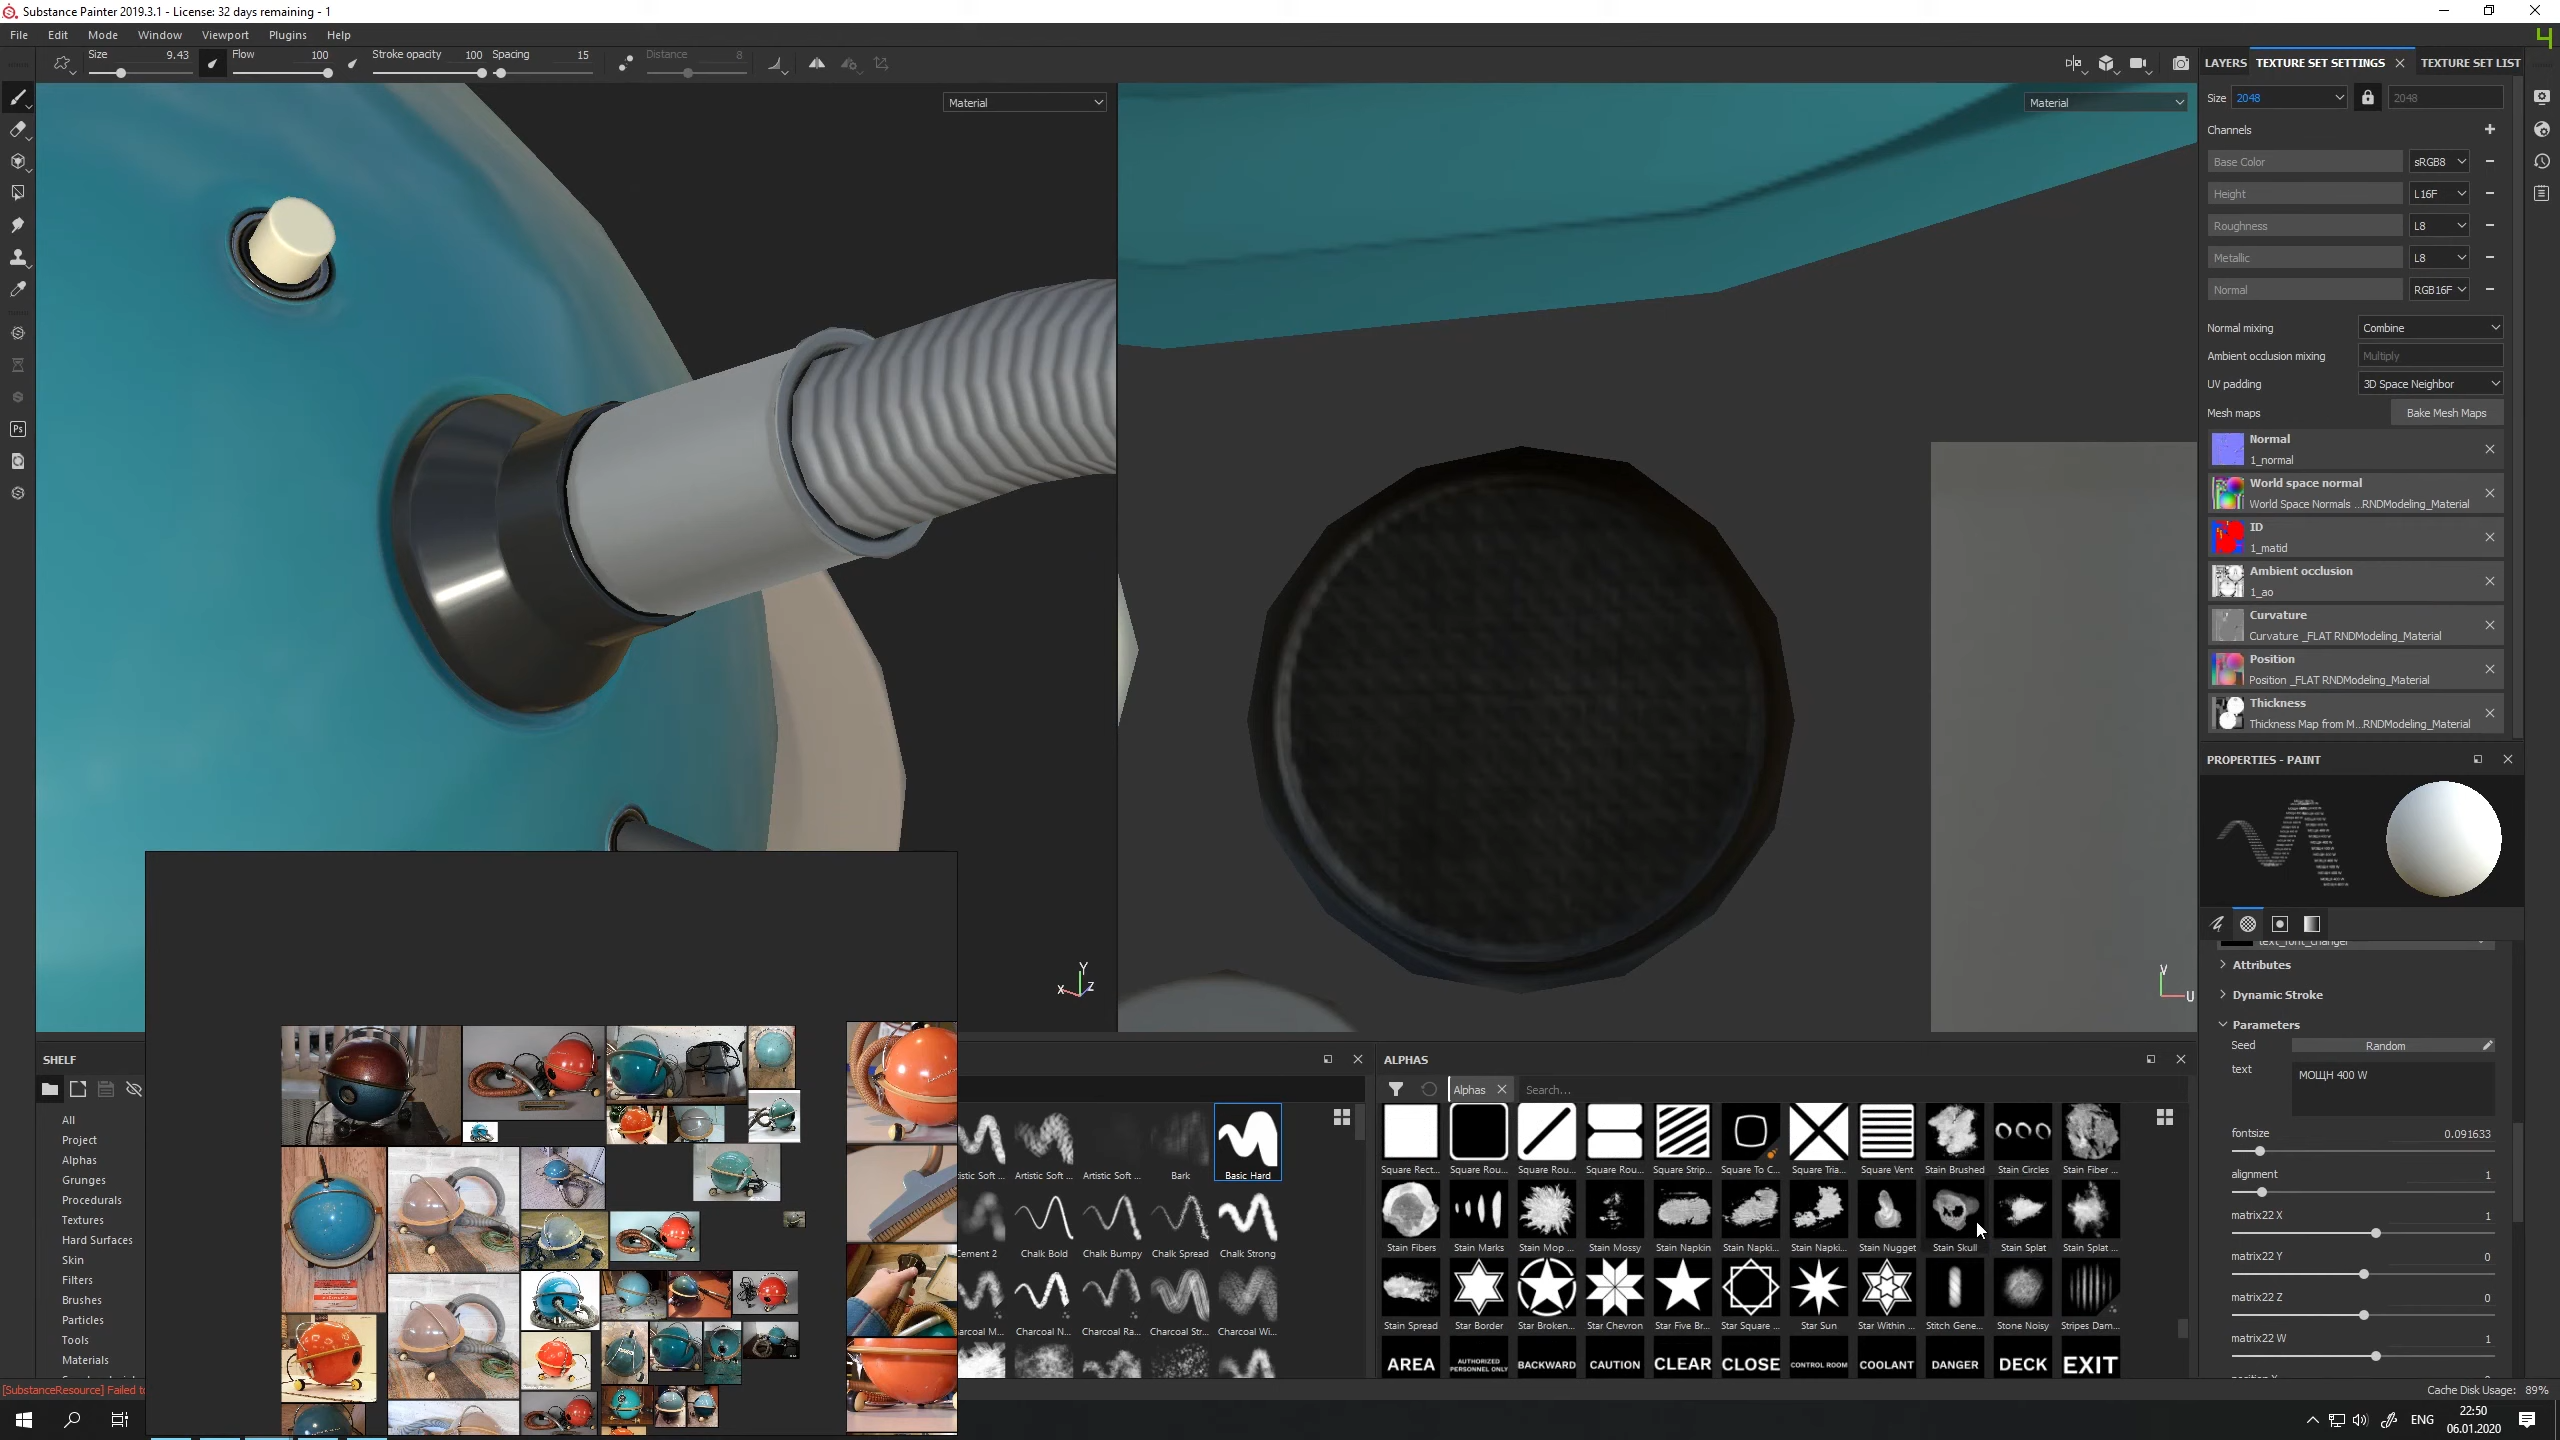 Substance Painter 2019.3.1 - License: 32 days remaining - 1
File Edit Mode Window Viewport Plugins Help
Size 9.43 Flow 100 Stroke opacity 100 Spacing 15 Distance 8
LAYERS TEXTURE SET SETTINGS TEXTURE SET LIST
Material
Material
Size 2048 2048
Channels
Base Color sRGB8
Height L16F
Roughness L8
Metallic L8
Normal RGB16F
Normal mixing Combine
Ambient occlusion mixing Multiply
UV padding 3D Space Neighbor
Mesh maps Bake Mesh Maps
Normal
1_normal
World space normal
World Space Normals ...RNDModeling_Material
ID
1_matid
Ambient occlusion
1_ao
Curvature
Curvature _FLAT RNDModeling_Material
Position
Position _FLAT RNDModeling_Material
Thickness
Thickness Map from M...RNDModeling_Material
PROPERTIES - PAINT
text_font_changer
Attributes
Dynamic Stroke
Parameters
Seed Random
text
МОЩН 400 W
fontsize 0.091633
alignment 1
matrix22 X 1
matrix22 Y 0
matrix22 Z 0
matrix22 W 1
Ps
X Y Z
V U
SHELF
All
Project
Alphas
Grunges
Procedurals
Textures
Hard Surfaces
Skin
Filters
Brushes
Particles
Tools
Materials
ALPHAS
Alphas Search...
istic Soft ... Artistic Soft ... Artistic Soft ... Bark Basic Hard
ement 2 Chalk Bold Chalk Bumpy Chalk Spread Chalk Strong
arcoal M... Charcoal N... Charcoal Ra... Charcoal Str... Charcoal Wi...
Square Rect... Square Rou... Square Rou... Square Rou... Square Strip... Square To C... Square Tria... Square Vent Stain Brushed Stain Circles Stain Fiber ...
Stain Fibers Stain Marks Stain Mop ... Stain Mossy Stain Napkin Stain Napki... Stain Napki... Stain Nugget Stain Skull Stain Splat Stain Splat ...
Stain Spread Star Border Star Broken... Star Chevron Star Five Br... Star Square ... Star Sun Star Within ... Stitch Gene... Stone Noisy Stripes Dam...
AREA AUTHORIZED PERSONNEL ONLY BACKWARD CAUTION CLEAR CLOSE CONTROL ROOM COOLANT DANGER DECK EXIT
[SubstanceResource] Failed to
Cache Disk Usage: 89%
ENG
22:50
06.01.2020